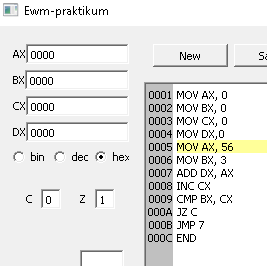 Ewm-praktikum
AX 0000
BX 0000
CX 0000
DX 0000
bin dec hex
C 0 Z 1
New
0001 MOV AX, 0
0002 MOV BX, 0
0003 MOV CX, 0
0004 MOV DX,0
0005 MOV AX, 56
0006 MOV BX, 3
0007 ADD DX, AX
0008 INC CX
0009 CMP BX, CX
000A JZ C
000B JMP 7
000C END